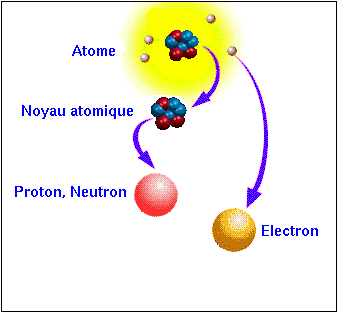 Atome
Noyau atomique
Proton, Neutron
Electron